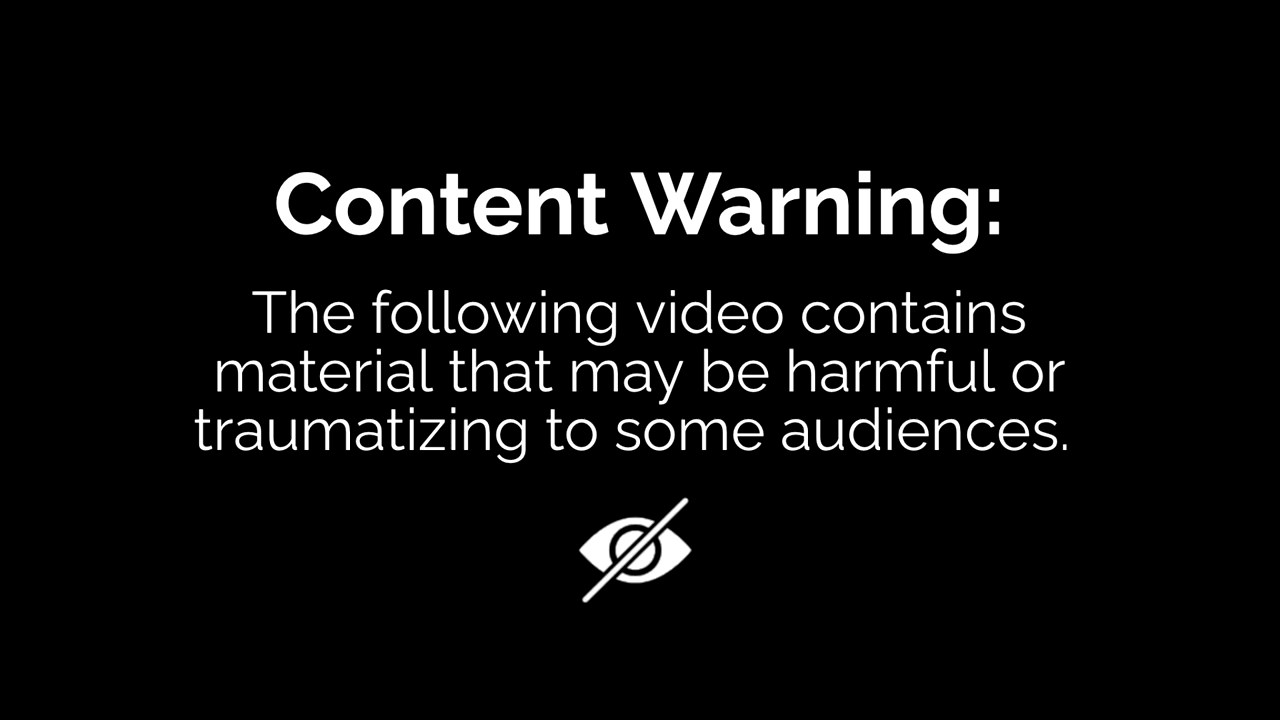 Content Warning:
The following video contains
material that may be harmful or
traumatizing to some audiences.